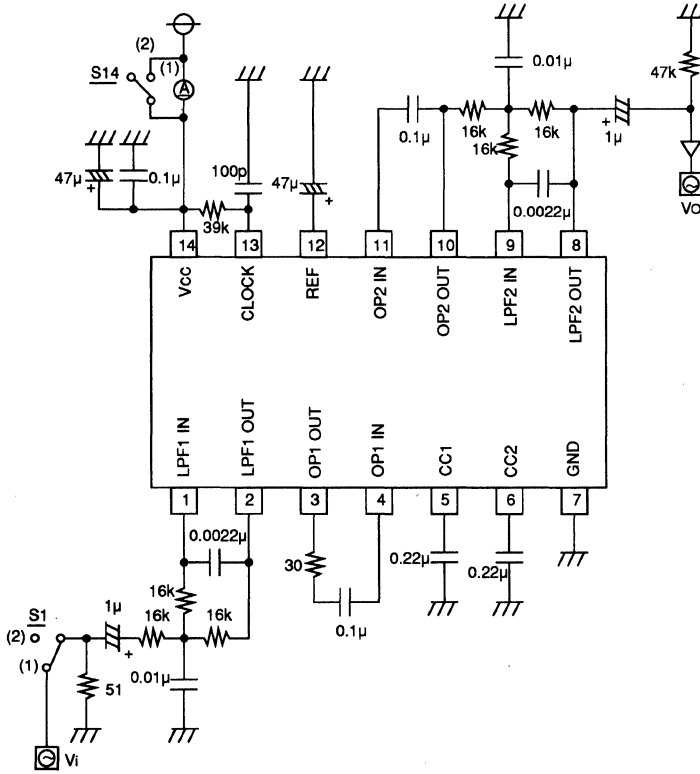 (2)
S14
(1)
A
0.01μ
47k
0.1μ
16k
16k
1μ
+
16k
100p
47μ
+
0.1μ
47μ
+
0.0022μ
VO
39k
14
13
12
11
10
9
8
VCC
CLOCK
REF
OP2 IN
OP2 OUT
LPF2 IN
LPF2 OUT
LPF1 IN
LPF1 OUT
OP1 OUT
OP1 IN
CC1
CC2
GND
1
2
3
4
5
6
7
0.0022μ
30
0.22μ
0.22μ
16k
0.1μ
S1
1μ
16k
16k
(2)
+
(1)
51
0.01μ
Vi